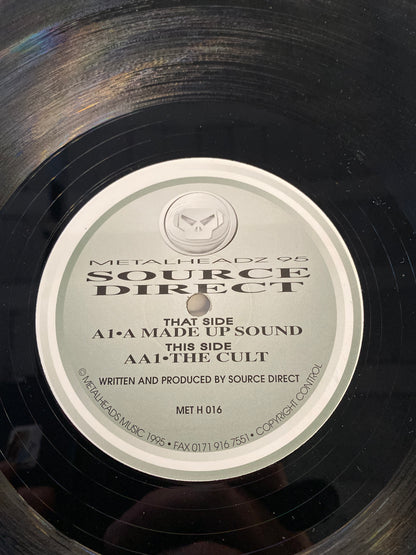 METALHEADZ 95
SOURCE
DIRECT
THAT SIDE
A1•A MADE UP SOUND
THIS SIDE
AA1•THE CULT
WRITTEN AND PRODUCED BY SOURCE DIRECT
MET H 016
© METALHEADS MUSIC 1995 • FAX 0171 916 7551 • COPYRIGHT CONTROL